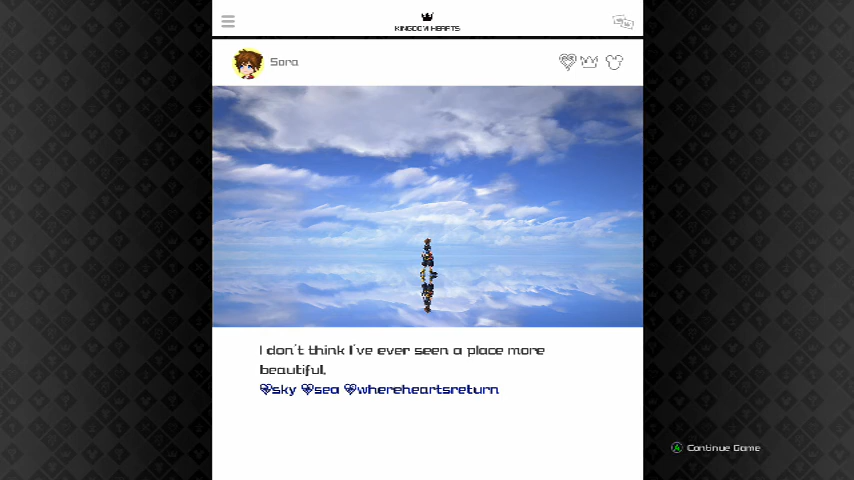 KINGDOM HEARTS
Sora
I don't think I've ever seen a place more
beautiful.
sky sea whereheartsreturn
Continue Game